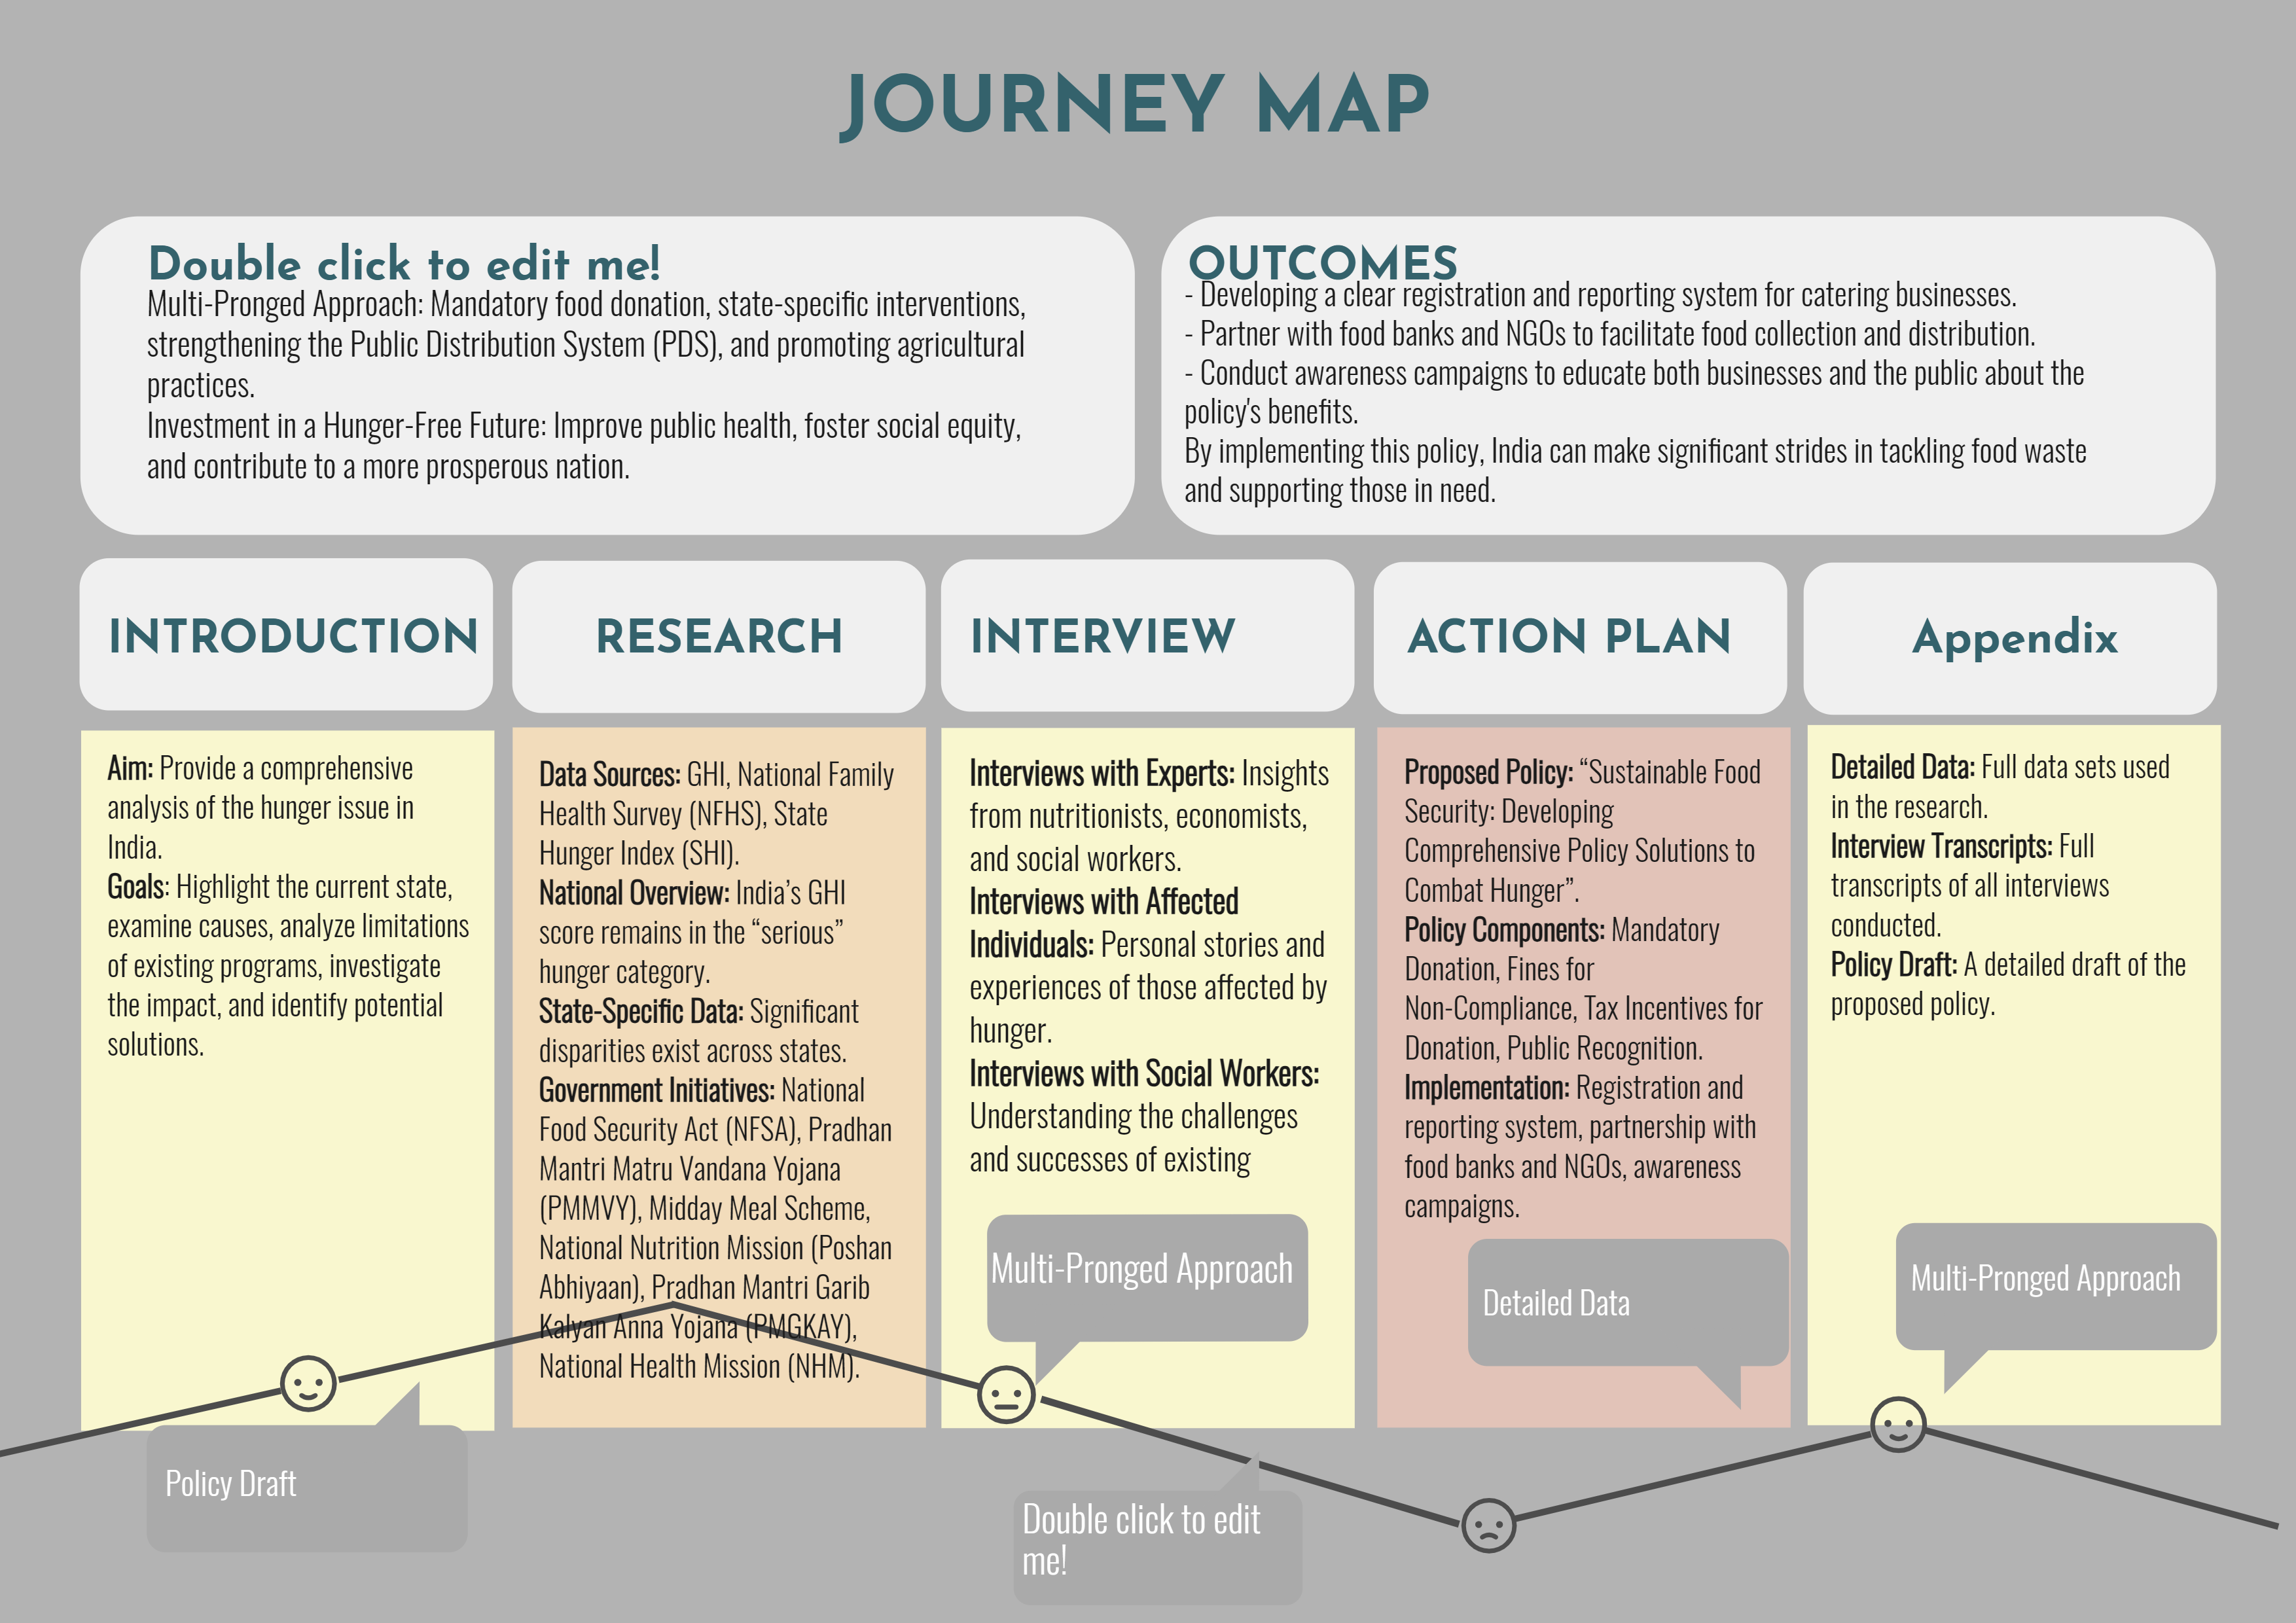 JOURNEY MAP
Double click to edit me!
Multi-Pronged Approach: Mandatory food donation, state-specific interventions,
strengthening the Public Distribution System (PDS), and promoting agricultural
practices.
Investment in a Hunger-Free Future: Improve public health, foster social equity,
and contribute to a more prosperous nation.
OUTCOMES
- Developing a clear registration and reporting system for catering businesses.
- Partner with food banks and NGOs to facilitate food collection and distribution.
- Conduct awareness campaigns to educate both businesses and the public about the
policy's benefits.
By implementing this policy, India can make significant strides in tackling food waste
and supporting those in need.
INTRODUCTION
Aim: Provide a comprehensive
analysis of the hunger issue in
India.
Goals: Highlight the current state,
examine causes, analyze limitations
of existing programs, investigate
the impact, and identify potential
solutions.
Policy Draft
RESEARCH
Data Sources: GHI, National Family
Health Survey (NFHS), State
Hunger Index (SHI).
National Overview: India’s GHI
score remains in the “serious”
hunger category.
State-Specific Data: Significant
disparities exist across states.
Government Initiatives: National
Food Security Act (NFSA), Pradhan
Mantri Matru Vandana Yojana
(PMMVY), Midday Meal Scheme,
National Nutrition Mission (Poshan
Abhiyaan), Pradhan Mantri Garib
Kalyan Anna Yojana (PMGKAY),
National Health Mission (NHM).
INTERVIEW
Interviews with Experts: Insights
from nutritionists, economists,
and social workers.
Interviews with Affected
Individuals: Personal stories and
experiences of those affected by
hunger.
Interviews with Social Workers:
Understanding the challenges
and successes of existing
Multi-Pronged Approach
Double click to edit
me!
ACTION PLAN
Proposed Policy: “Sustainable Food
Security: Developing
Comprehensive Policy Solutions to
Combat Hunger”.
Policy Components: Mandatory
Donation, Fines for
Non-Compliance, Tax Incentives for
Donation, Public Recognition.
Implementation: Registration and
reporting system, partnership with
food banks and NGOs, awareness
campaigns.
Detailed Data
Appendix
Detailed Data: Full data sets used
in the research.
Interview Transcripts: Full
transcripts of all interviews
conducted.
Policy Draft: A detailed draft of the
proposed policy.
Multi-Pronged Approach